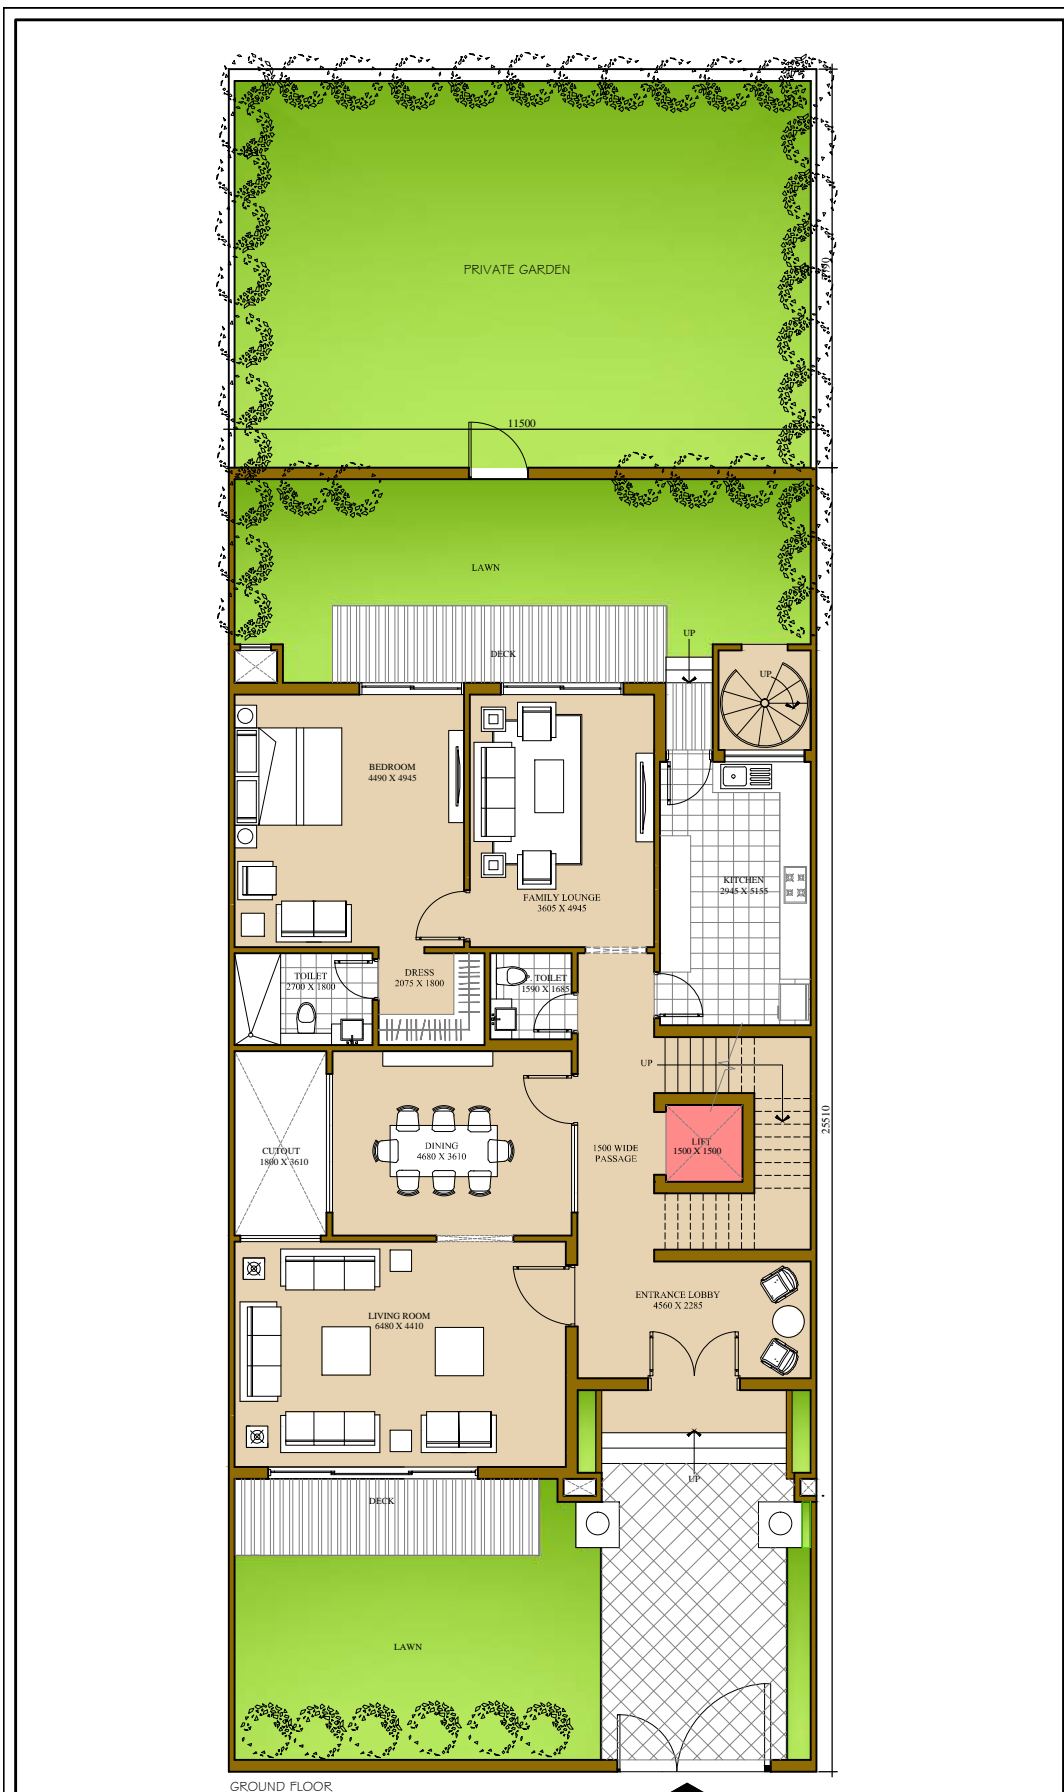 PRIVATE GARDEN
11500
LAWN
DECK
UP
UP
BEDROOM
4490 X 4945
FAMILY LOUNGE
3605 X 4945
KITCHEN
2945 X 5155
TOILET
2700 X 1800
DRESS
2075 X 1800
P. TOILET
1590 X 1685
UP
25510
CUTOUT
1800 X 3610
DINING
4680 X 3610
1500 WIDE
PASSAGE
LIFT
1500 X 1500
ENTRANCE LOBBY
4560 X 2285
LIVING ROOM
6480 X 4410
UP
DECK
LAWN
GROUND FLOOR